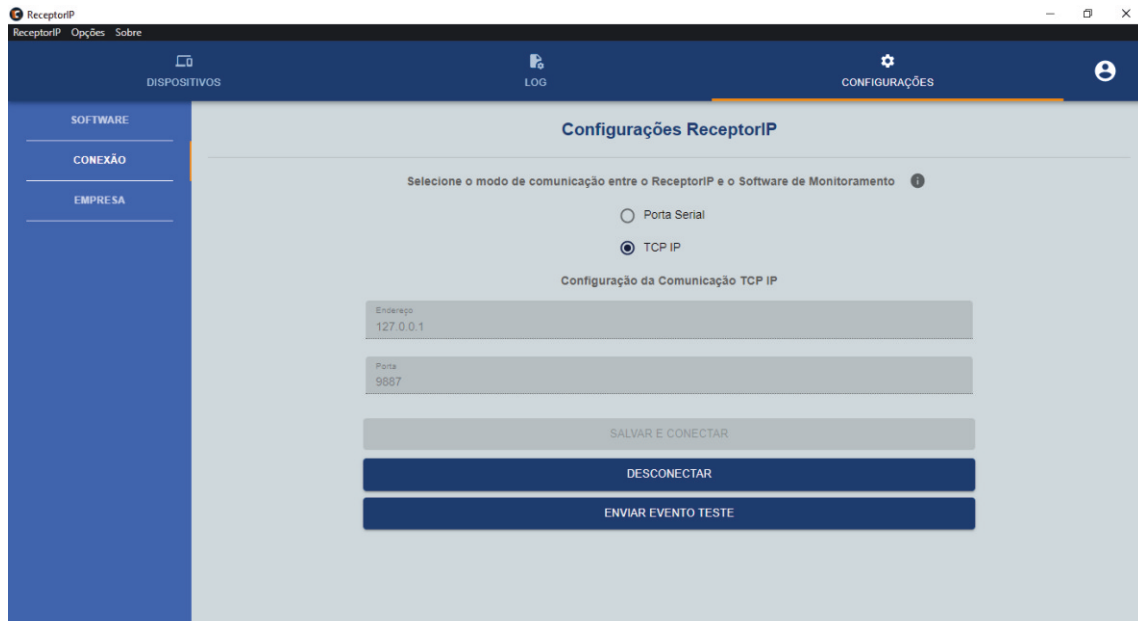 ReceptorIP
ReceptorIP Opções Sobre
DISPOSITIVOS
LOG
CONFIGURAÇÕES
SOFTWARE
CONEXÃO
EMPRESA
Configurações ReceptorIP
Selecione o modo de comunicação entre o ReceptorIP e o Software de Monitoramento
Porta Serial
TCP IP
Configuração da Comunicação TCP IP
Endereço
127.0.0.1
Porta
9887
SALVAR E CONECTAR
DESCONECTAR
ENVIAR EVENTO TESTE